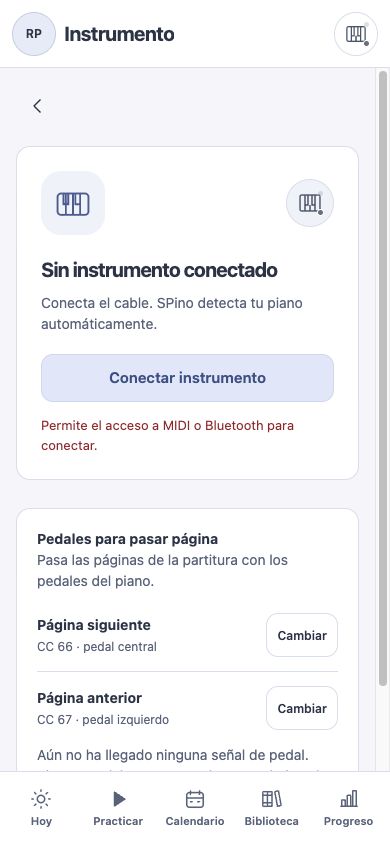 RP
Instrumento
Sin instrumento conectado
Conecta el cable. SPino detecta tu piano
automáticamente.
Conectar instrumento
Permite el acceso a MIDI o Bluetooth para
conectar.
Pedales para pasar página
Pasa las páginas de la partitura con los
pedales del piano.
Página siguiente
CC 66 · pedal central
Cambiar
Página anterior
CC 67 · pedal izquierdo
Cambiar
Aún no ha llegado ninguna señal de pedal.
Hoy
Practicar
Calendario
Biblioteca
Progreso